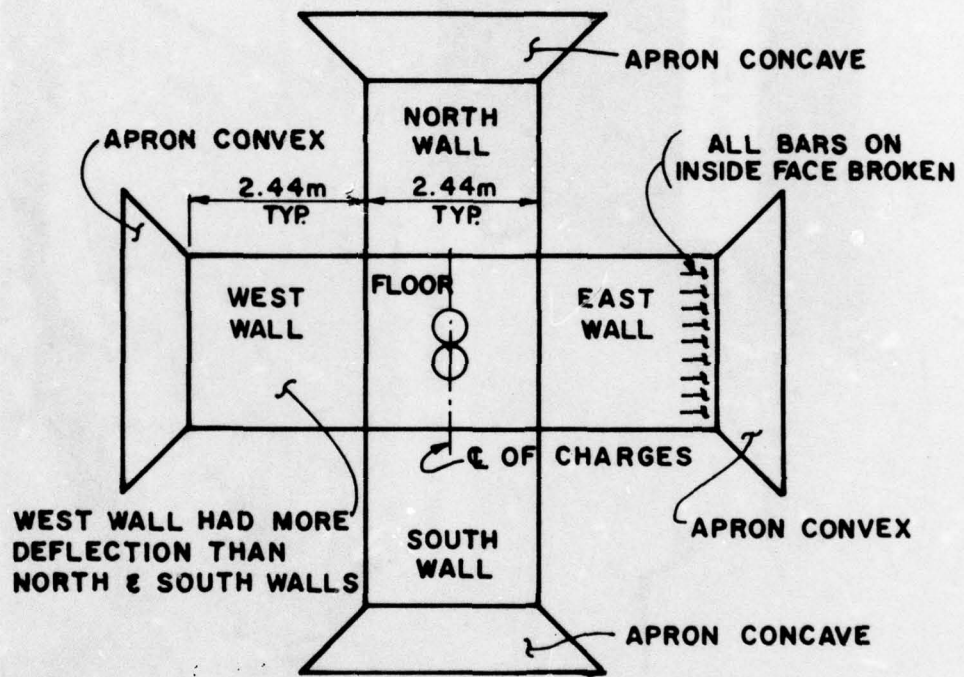 APRON CONCAVE
NORTH
WALL
APRON CONVEX
ALL BARS ON
INSIDE FACE BROKEN
2.44m
TYP.
2.44m
TYP.
FLOOR
WEST
WALL
EAST
WALL
℄ OF CHARGES
WEST WALL HAD MORE
DEFLECTION THAN
NORTH & SOUTH WALLS
SOUTH
WALL
APRON CONVEX
APRON CONCAVE